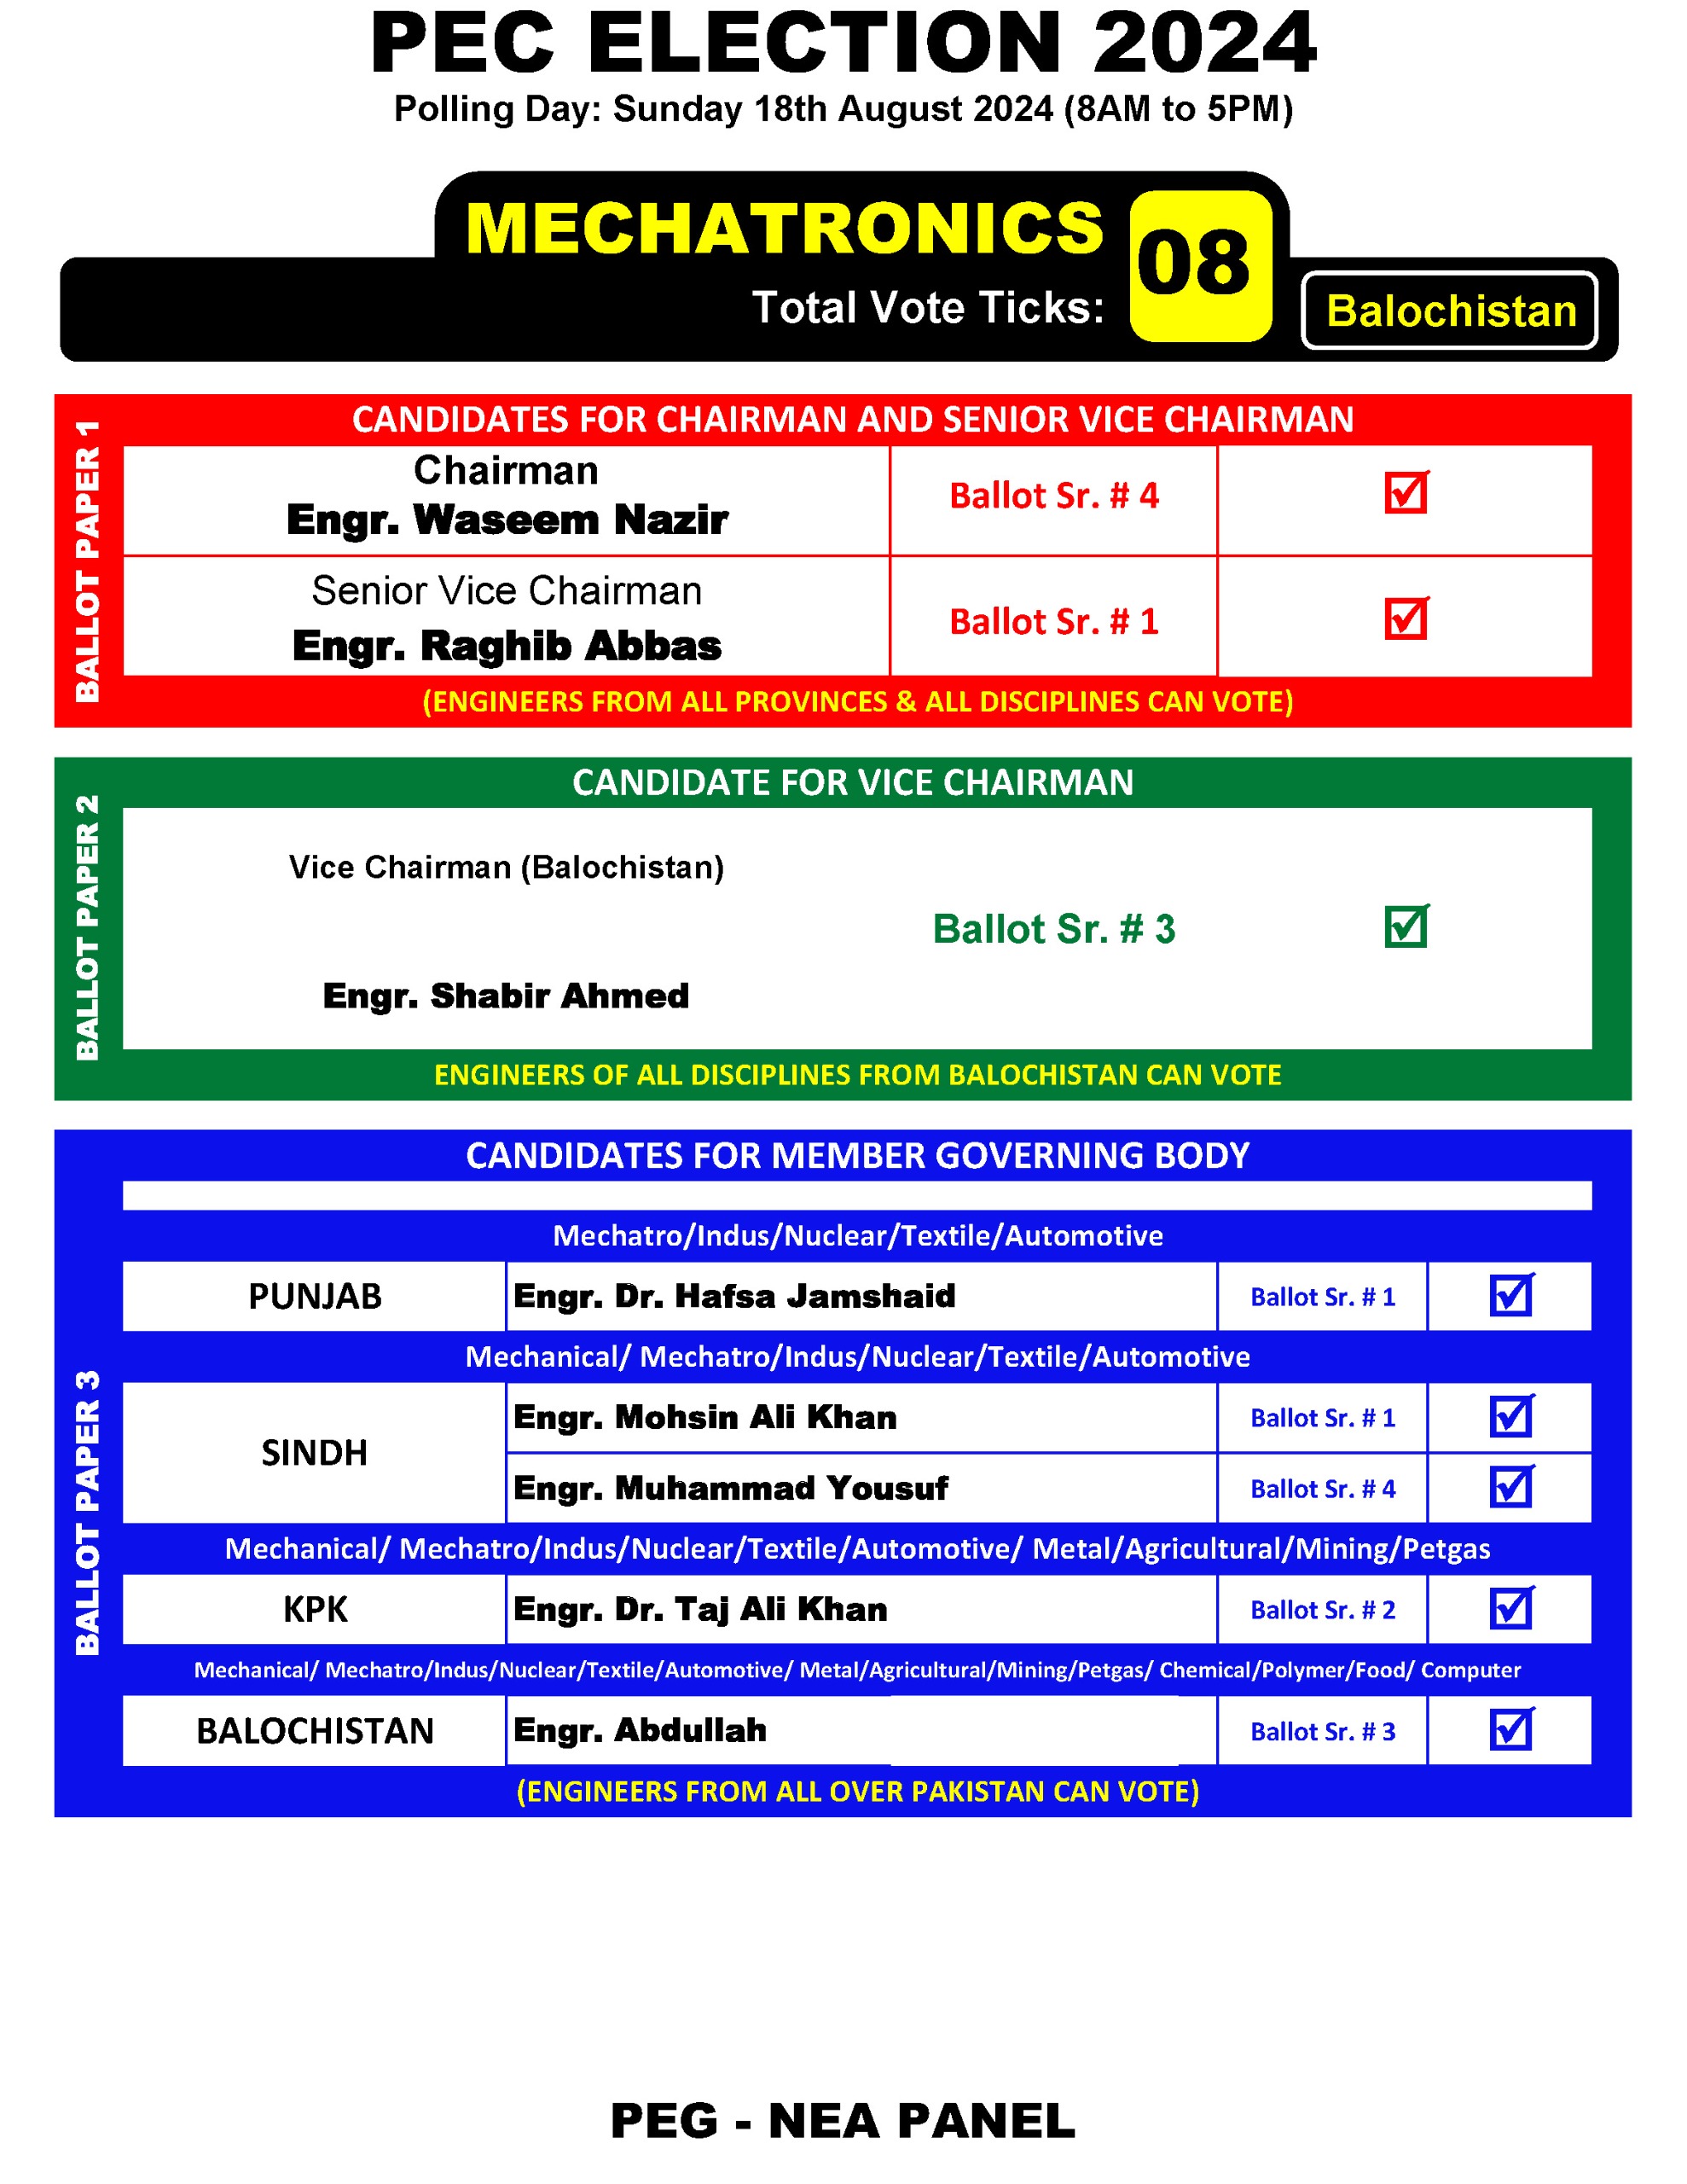 PEC ELECTION 2024
Polling Day: Sunday 18th August 2024 (8AM to 5PM)
MECHATRONICS
08
Total Vote Ticks:
Balochistan
BALLOT PAPER 1
CANDIDATES FOR CHAIRMAN AND SENIOR VICE CHAIRMAN
Chairman
Engr. Waseem Nazir
Ballot Sr. # 4
Senior Vice Chairman
Engr. Raghib Abbas
Ballot Sr. # 1
(ENGINEERS FROM ALL PROVINCES & ALL DISCIPLINES CAN VOTE)
BALLOT PAPER 2
CANDIDATE FOR VICE CHAIRMAN
Vice Chairman (Balochistan)
Engr. Shabir Ahmed
Ballot Sr. # 3
ENGINEERS OF ALL DISCIPLINES FROM BALOCHISTAN CAN VOTE
BALLOT PAPER 3
CANDIDATES FOR MEMBER GOVERNING BODY
Mechatro/Indus/Nuclear/Textile/Automotive
PUNJAB
Engr. Dr. Hafsa Jamshaid
Ballot Sr. # 1
Mechanical/ Mechatro/Indus/Nuclear/Textile/Automotive
SINDH
Engr. Mohsin Ali Khan
Ballot Sr. # 1
Engr. Muhammad Yousuf
Ballot Sr. # 4
Mechanical/ Mechatro/Indus/Nuclear/Textile/Automotive/ Metal/Agricultural/Mining/Petgas
KPK
Engr. Dr. Taj Ali Khan
Ballot Sr. # 2
Mechanical/ Mechatro/Indus/Nuclear/Textile/Automotive/ Metal/Agricultural/Mining/Petgas/ Chemical/Polymer/Food/ Computer
BALOCHISTAN
Engr. Abdullah
Ballot Sr. # 3
(ENGINEERS FROM ALL OVER PAKISTAN CAN VOTE)
PEG - NEA PANEL